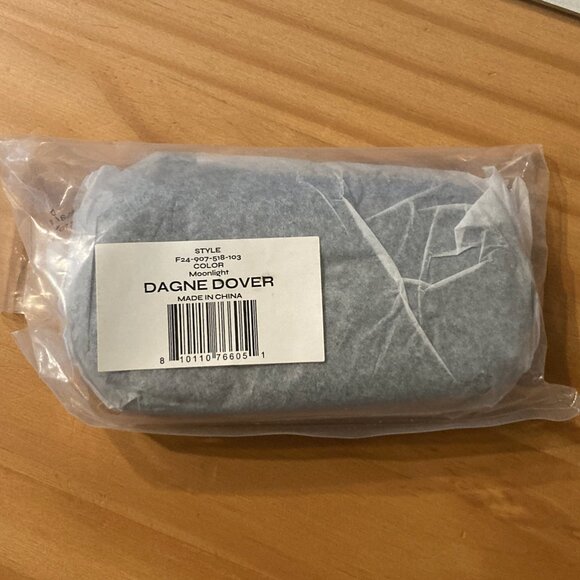 STYLE
F24-907-518-103
COLOR
Moonlight
DAGNE DOVER
MADE IN CHINA
8 10110 76605 1